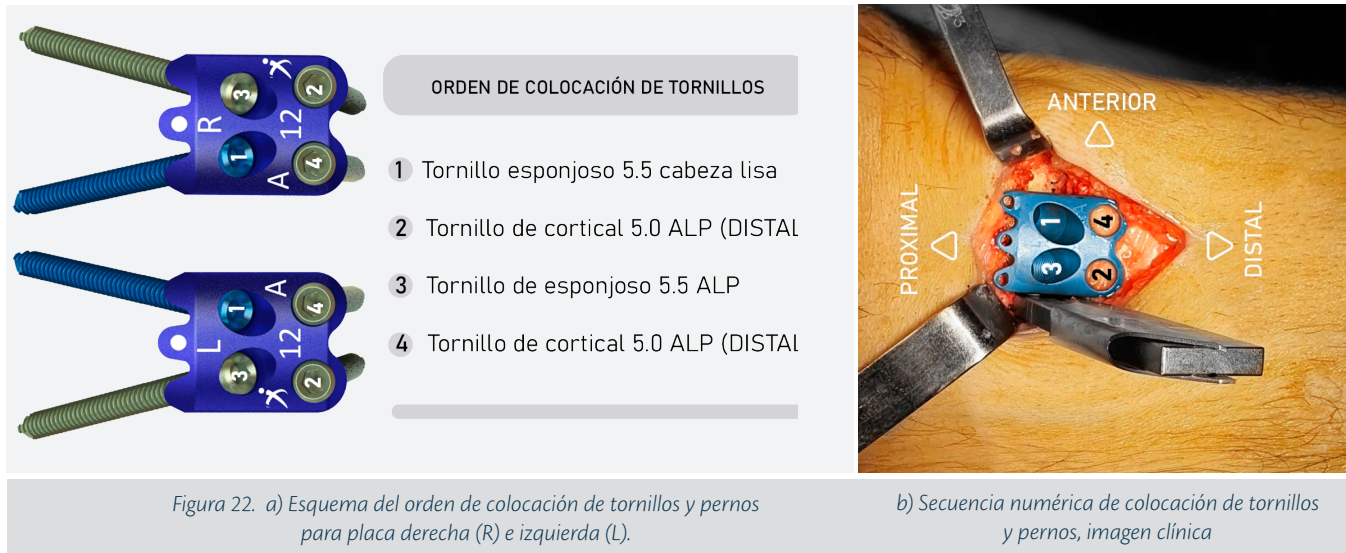 3
2
R
12
1
A
4
1
A
4
L
12
3
2
ORDEN DE COLOCACIÓN DE TORNILLOS
1 Tornillo esponjoso 5.5 cabeza lisa
2 Tornillo de cortical 5.0 ALP (DISTAL
3 Tornillo de esponjoso 5.5 ALP
4 Tornillo de cortical 5.0 ALP (DISTAL
ANTERIOR
PROXIMAL
DISTAL
1
4
3
2
Figura 22. a) Esquema del orden de colocación de tornillos y pernos
para placa derecha (R) e izquierda (L).
b) Secuencia numérica de colocación de tornillos
y pernos, imagen clínica